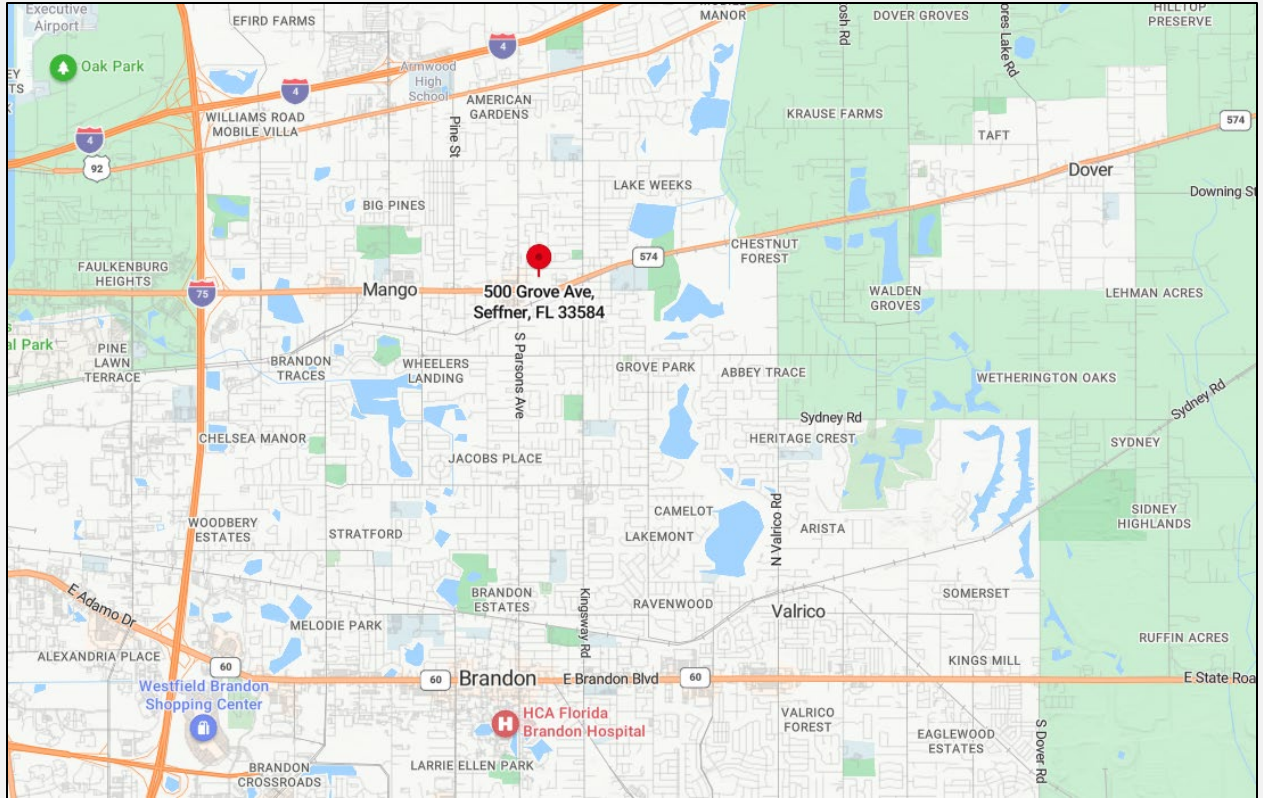 Executive
Airport
EFIRD FARMS
MANOR
DOVER GROVES
HILLTOP
PRESERVE
Oak Park
4
Armwood
High
School
4
AMERICAN
GARDENS
WILLIAMS ROAD
MOBILE VILLA
KRAUSE FARMS
574
4
92
Pine St
TAFT
Dover
LAKE WEEKS
Downing St
BIG PINES
CHESTNUT
FOREST
574
FAULKENBURG
HEIGHTS
75
Mango
500 Grove Ave,
Seffner, FL 33584
WALDEN
GROVES
LEHMAN ACRES
al Park
PINE
LAWN
TERRACE
BRANDON
TRACES
WHEELERS
LANDING
S Parsons Ave
GROVE PARK
ABBEY TRACE
WETHERINGTON OAKS
Sydney Rd
Sydney Rd
CHELSEA MANOR
HERITAGE CREST
SYDNEY
JACOBS PLACE
CAMELOT
SIDNEY
HIGHLANDS
WOODBERY
ESTATES
STRATFORD
LAKEMONT
N Valrico Rd
ARISTA
E Adamo Dr
BRANDON
ESTATES
Kingsway Rd
RAVENWOOD
Valrico
SOMERSET
MELODIE PARK
RUFFIN ACRES
ALEXANDRIA PLACE
60
60
Brandon
E Brandon Blvd
60
KINGS MILL
E State Roa
Westfield Brandon
Shopping Center
HCA Florida
Brandon Hospital
VALRICO
FOREST
EAGLEWOOD
ESTATES
S Dover Rd
BRANDON
CROSSROADS
LARRIE ELLEN PARK